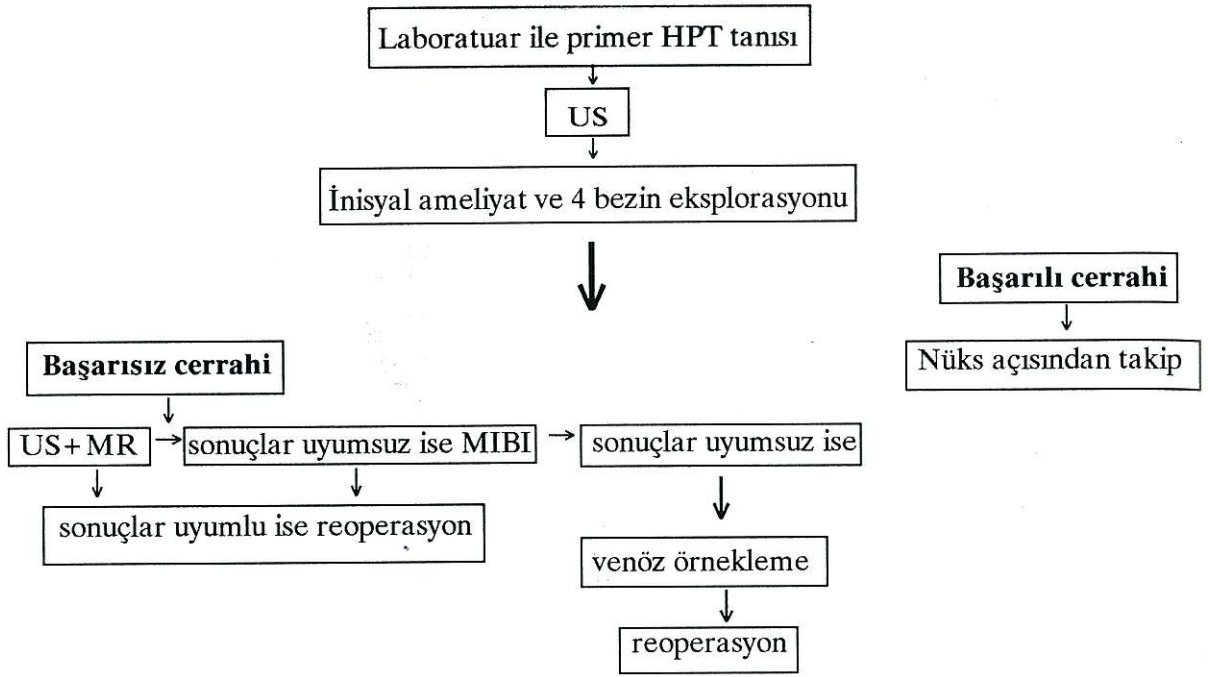 Laboratuar ile primer HPT tanısı
US
İnisyal ameliyat ve 4 bezin eksplorasyonu
Başarılı cerrahi
Nüks açısından takip
Başarısız cerrahi
US+MR
sonuçlar uyumsuz ise MIBI
sonuçlar uyumsuz ise
sonuçlar uyumlu ise reoperasyon
venöz örnekleme
reoperasyon